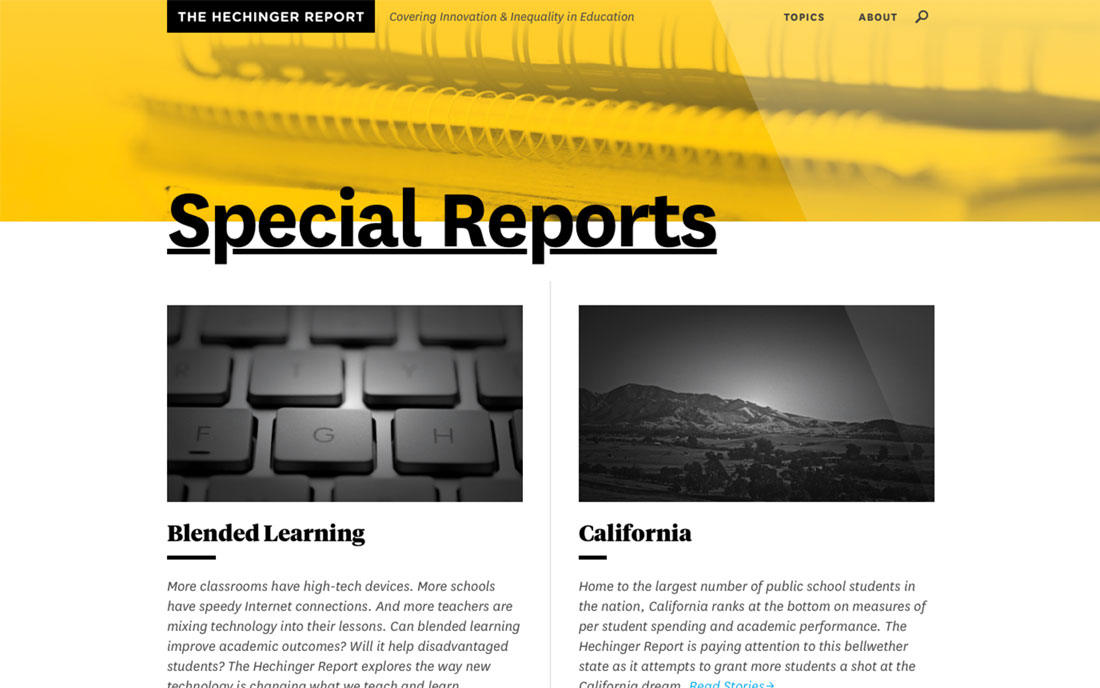 THE HECHINGER REPORT
Covering Innovation & Inequality in Education
TOPICS
ABOUT
Special Reports
R T Y
F G H
Blended Learning
More classrooms have high-tech devices. More schools
have speedy Internet connections. And more teachers are
mixing technology into their lessons. Can blended learning
improve academic outcomes? Will it help disadvantaged
students? The Hechinger Report explores the way new
technology is changing what we teach and learn.
California
Home to the largest number of public school students in
the nation, California ranks at the bottom on measures of
per student spending and academic performance. The
Hechinger Report is paying attention to this bellwether
state as it attempts to grant more students a shot at the
California dream. Read Stories→